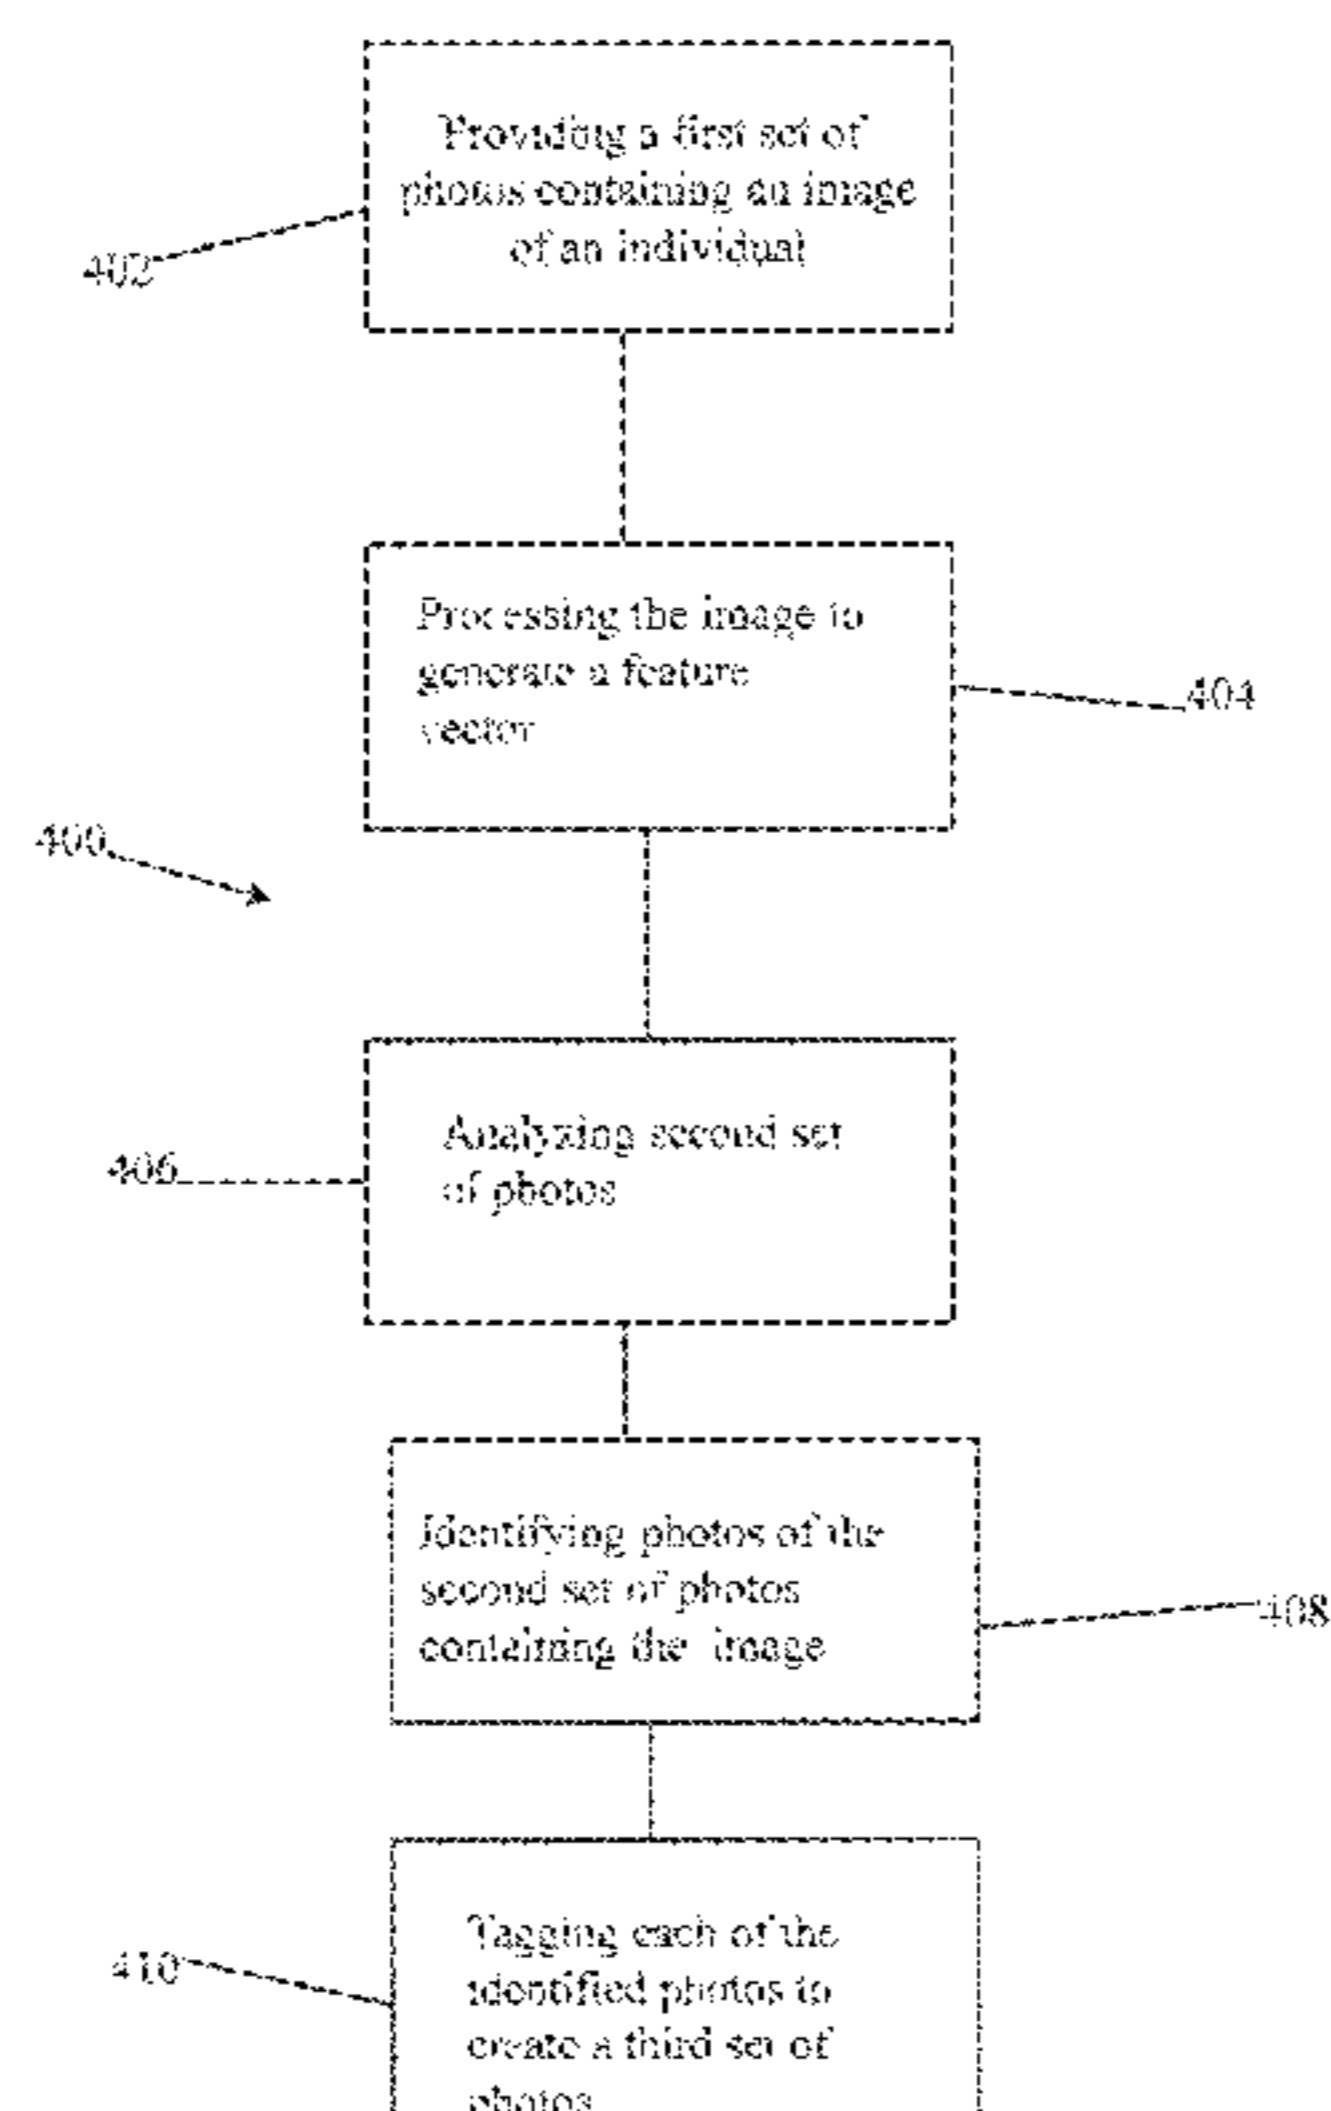 Providing a first set of
photos containing an image
of an individual
402
Processing the image to
generate a feature
vector
404
400
Analyzing second set
of photos
406
Identifying photos of the
second set of photos
containing the image
408
Tagging each of the
identified photos to
create a third set of
photos
410